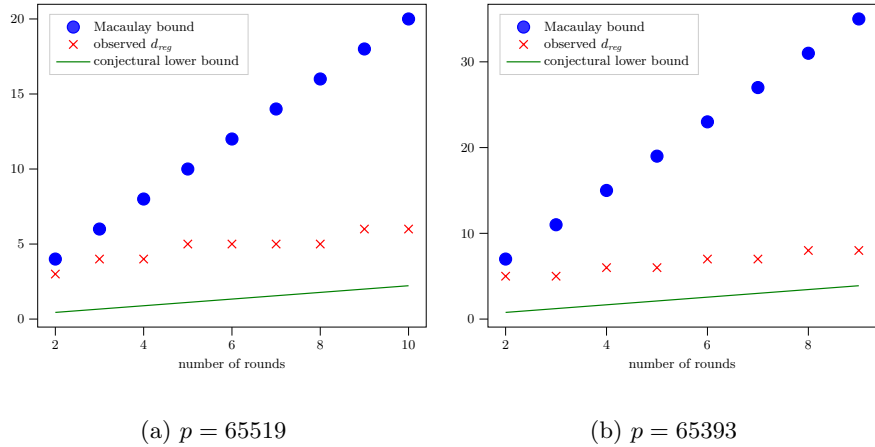 20
15
10
5
0
Macaulay bound
observed d_reg
conjectural lower bound
2 4 6 8 10
number of rounds
(a) p = 65519
30
20
10
0
Macaulay bound
observed d_reg
conjectural lower bound
2 4 6 8
number of rounds
(b) p = 65393